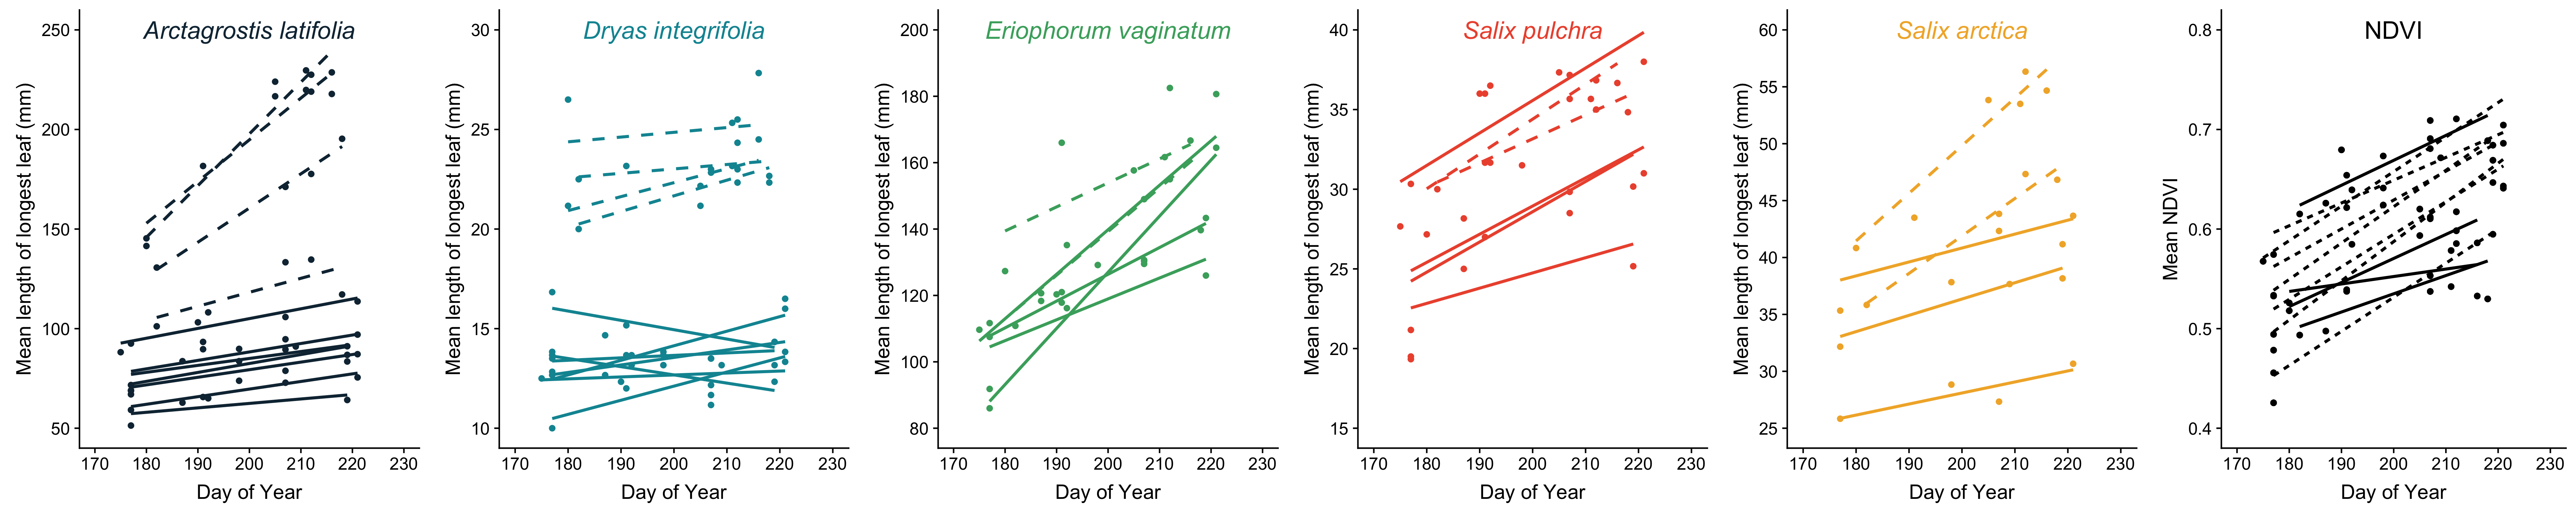 Arctagrostis latifolia
Mean length of longest leaf (mm)
250
200
150
100
50
170 180 190 200 210 220 230
Day of Year
Dryas integrifolia
Mean length of longest leaf (mm)
30
25
20
15
10
170 180 190 200 210 220 230
Day of Year
Eriophorum vaginatum
Mean length of longest leaf (mm)
200
180
160
140
120
100
80
170 180 190 200 210 220 230
Day of Year
Salix pulchra
Mean length of longest leaf (mm)
40
35
30
25
20
15
170 180 190 200 210 220 230
Day of Year
Salix arctica
Mean length of longest leaf (mm)
60
55
50
45
40
35
30
25
170 180 190 200 210 220 230
Day of Year
NDVI
Mean NDVI
0.8
0.7
0.6
0.5
0.4
170 180 190 200 210 220 230
Day of Year